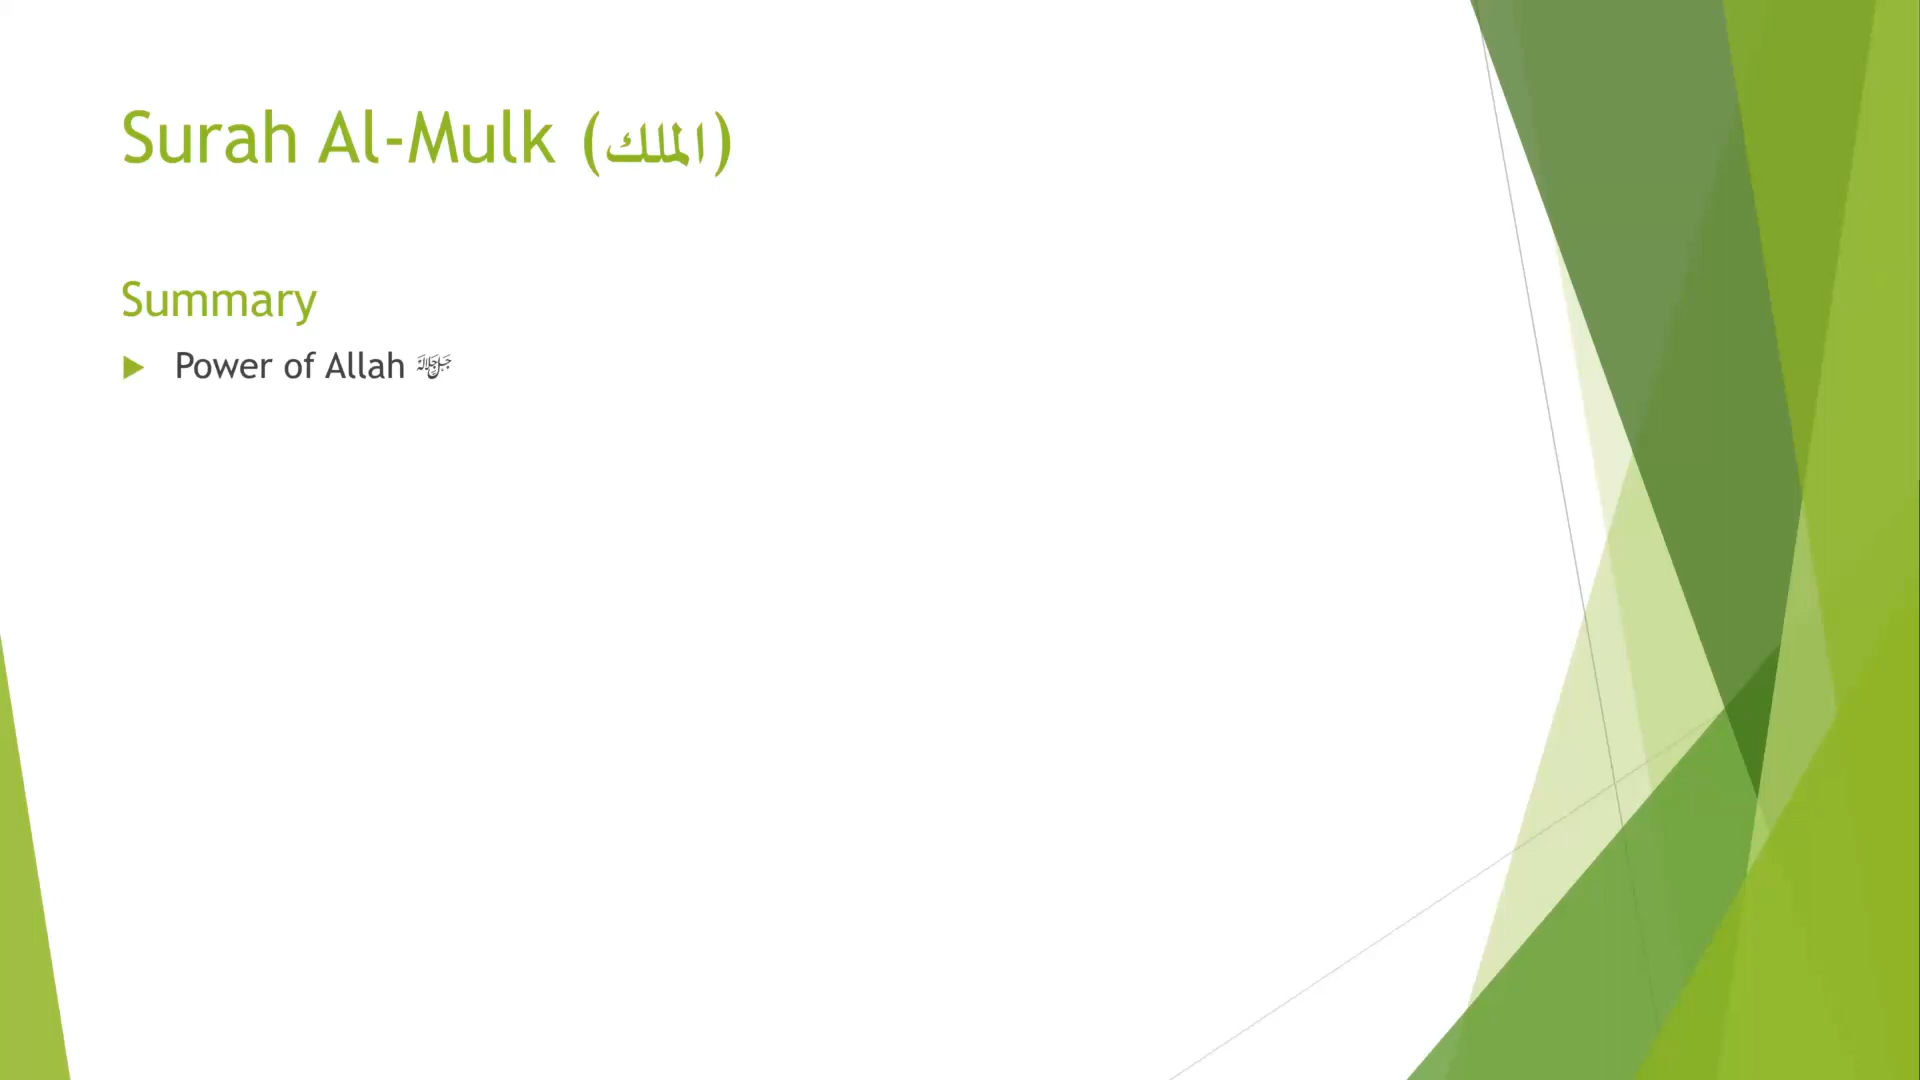 Surah Al-Mulk (الملك)
Summary
Power of Allah ﷻ